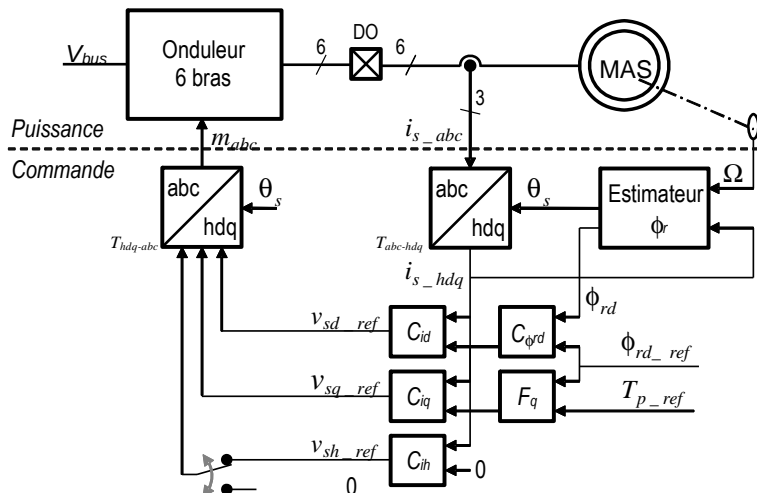 DO
Onduleur
6 bras
V_bus
6
6
MAS
3
Puissance
m_abc
i_s_abc
Commande
abc
hdq
θ_s
T_hdq-abc
abc
hdq
θ_s
T_abc-hdq
Ω
Estimateur
ϕ_r
i_s_hdq
ϕ_rd
v_sd_ref
C_id
C_ϕrd
ϕ_rd_ref
v_sq_ref
C_iq
F_q
T_p_ref
v_sh_ref
C_ih
0
0